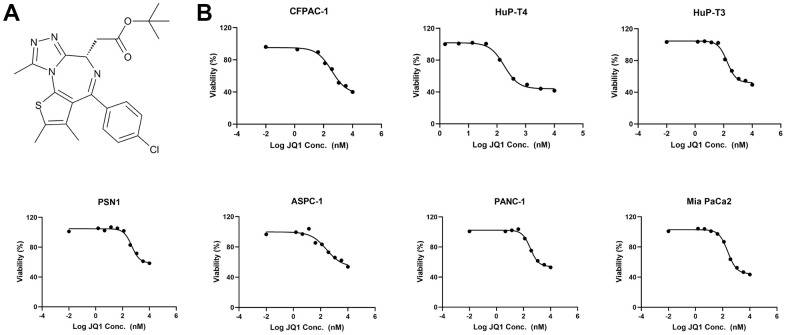 A
B
N-N
O
O
CH₃
N
N
S
Cl
CFPAC-1
Viability (%)
120
80
40
0
-4 -2 0 2 4 6
Log JQ1 Conc. (nM)
HuP-T4
Viability (%)
120
80
40
0
0 1 2 3 4 5
Log JQ1 Conc. (nM)
HuP-T3
Viability (%)
120
80
40
0
-4 -2 0 2 4 6
Log JQ1 Conc. (nM)
PSN1
Viability (%)
120
80
40
0
-4 -2 0 2 4 6
Log JQ1 Conc. (nM)
ASPC-1
Viability (%)
120
80
40
0
-4 -2 0 2 4 6
Log JQ1 Conc. (nM)
PANC-1
Viability (%)
120
80
40
0
-4 -2 0 2 4 6
Log JQ1 Conc. (nM)
Mia PaCa2
Viability (%)
120
80
40
0
-4 -2 0 2 4 6
Log JQ1 Conc. (nM)